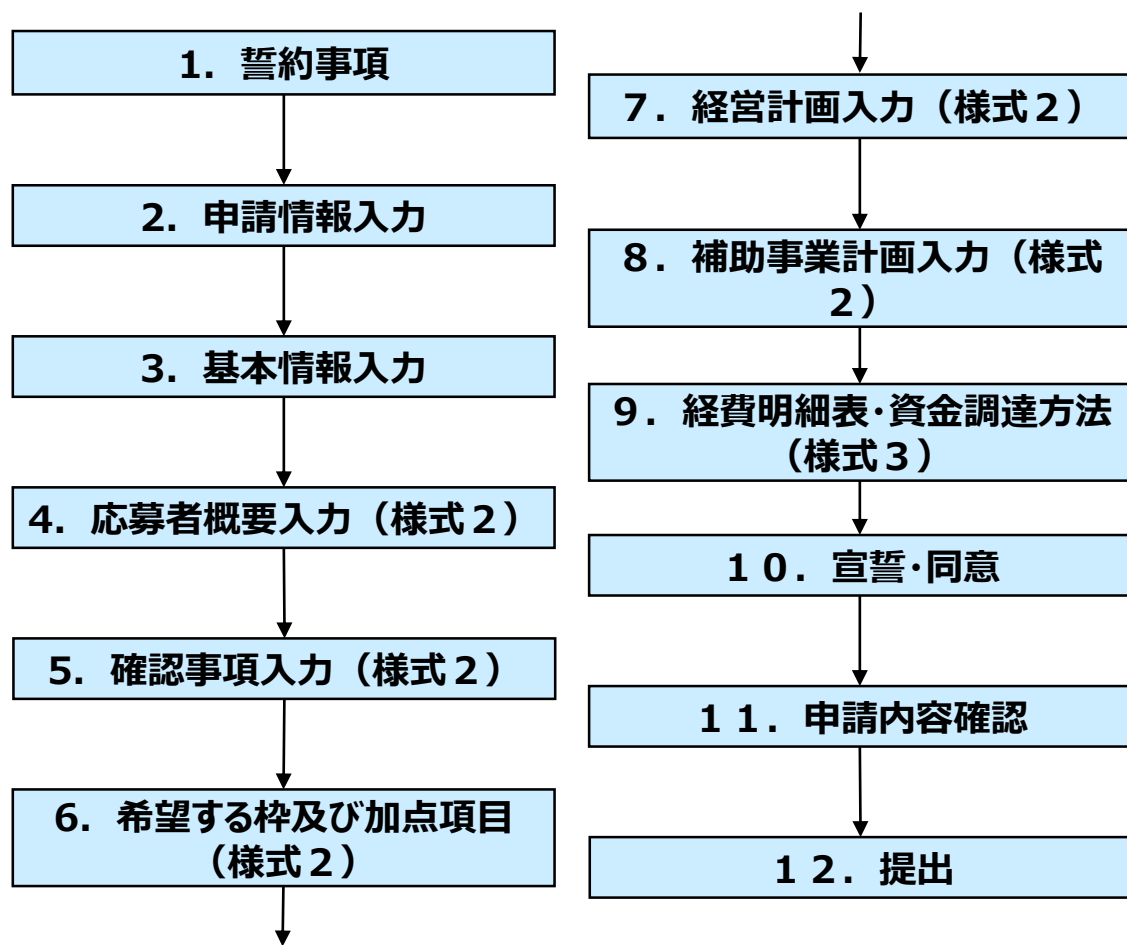 1．誓約事項
2．申請情報入力
3．基本情報入力
4．応募者概要入力（様式２）
5．確認事項入力（様式２）
6．希望する枠及び加点項目
（様式２）
７．経営計画入力（様式２）
８．補助事業計画入力（様式
２）
９．経費明細表･資金調達方法
（様式３）
１０．宣誓･同意
１１．申請内容確認
１２．提出